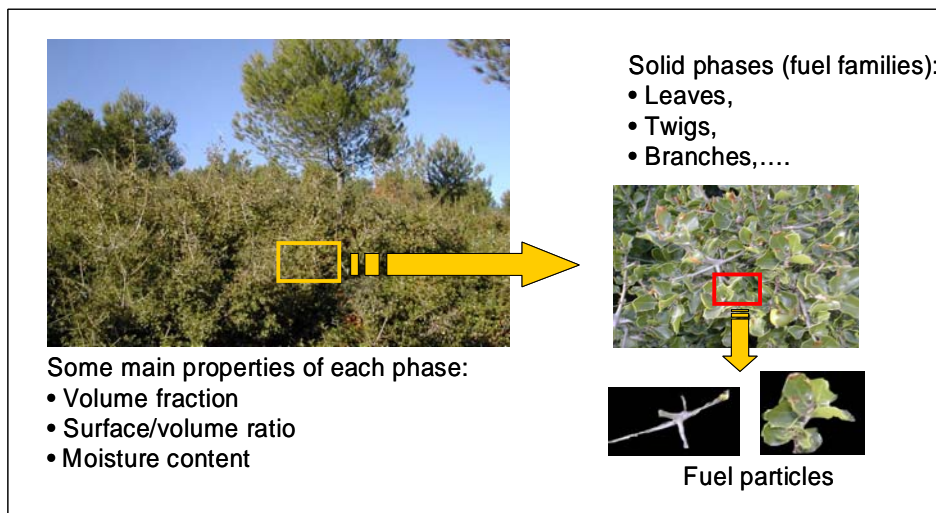 Solid phases (fuel families):
• Leaves,
• Twigs,
• Branches,....
Some main properties of each phase:
• Volume fraction
• Surface/volume ratio
• Moisture content
Fuel particles